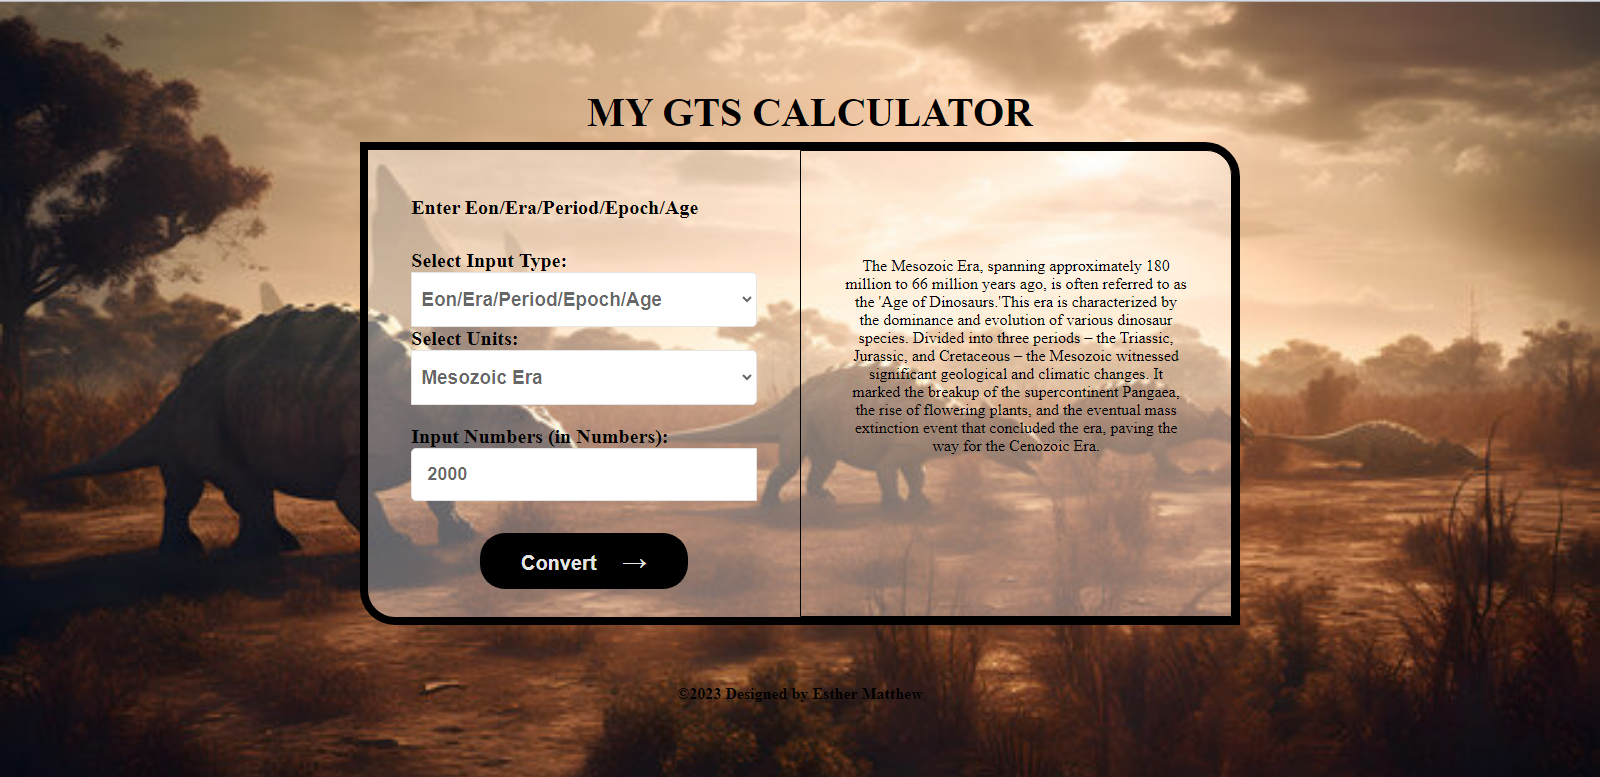 MY GTS CALCULATOR
Enter Eon/Era/Period/Epoch/Age
Select Input Type:
Eon/Era/Period/Epoch/Age
Select Units:
Mesozoic Era
Input Numbers (in Numbers):
2000
Convert →
The Mesozoic Era, spanning approximately 180
million to 66 million years ago, is often referred to as
the 'Age of Dinosaurs.'This era is characterized by
the dominance and evolution of various dinosaur
species. Divided into three periods – the Triassic,
Jurassic, and Cretaceous – the Mesozoic witnessed
significant geological and climatic changes. It
marked the breakup of the supercontinent Pangaea,
the rise of flowering plants, and the eventual mass
extinction event that concluded the era, paving the
way for the Cenozoic Era.
©2023 Designed by Esther Matthew